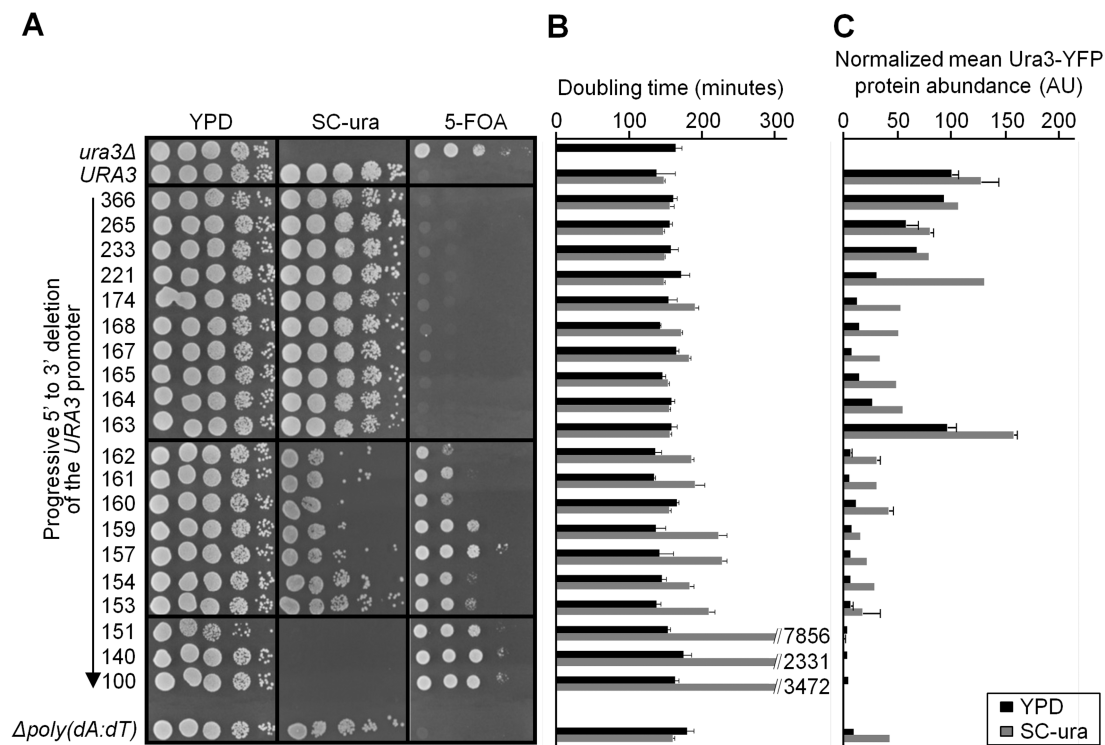 A
B
C
Doubling time (minutes)
Normalized mean Ura3-YFP
protein abundance (AU)
YPD
SC-ura
5-FOA
0
100
200
300
0
50
100
150
200
ura3Δ
URA3
366
265
233
221
174
168
167
165
164
163
162
161
160
159
157
154
153
151
140
100
Δpoly(dA:dT)
Progressive 5' to 3' deletion
of the URA3 promoter
//7856
//2331
//3472
YPD
SC-ura